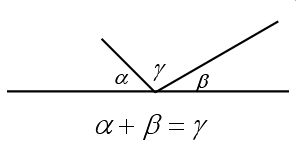 α γ β
α + β = γ